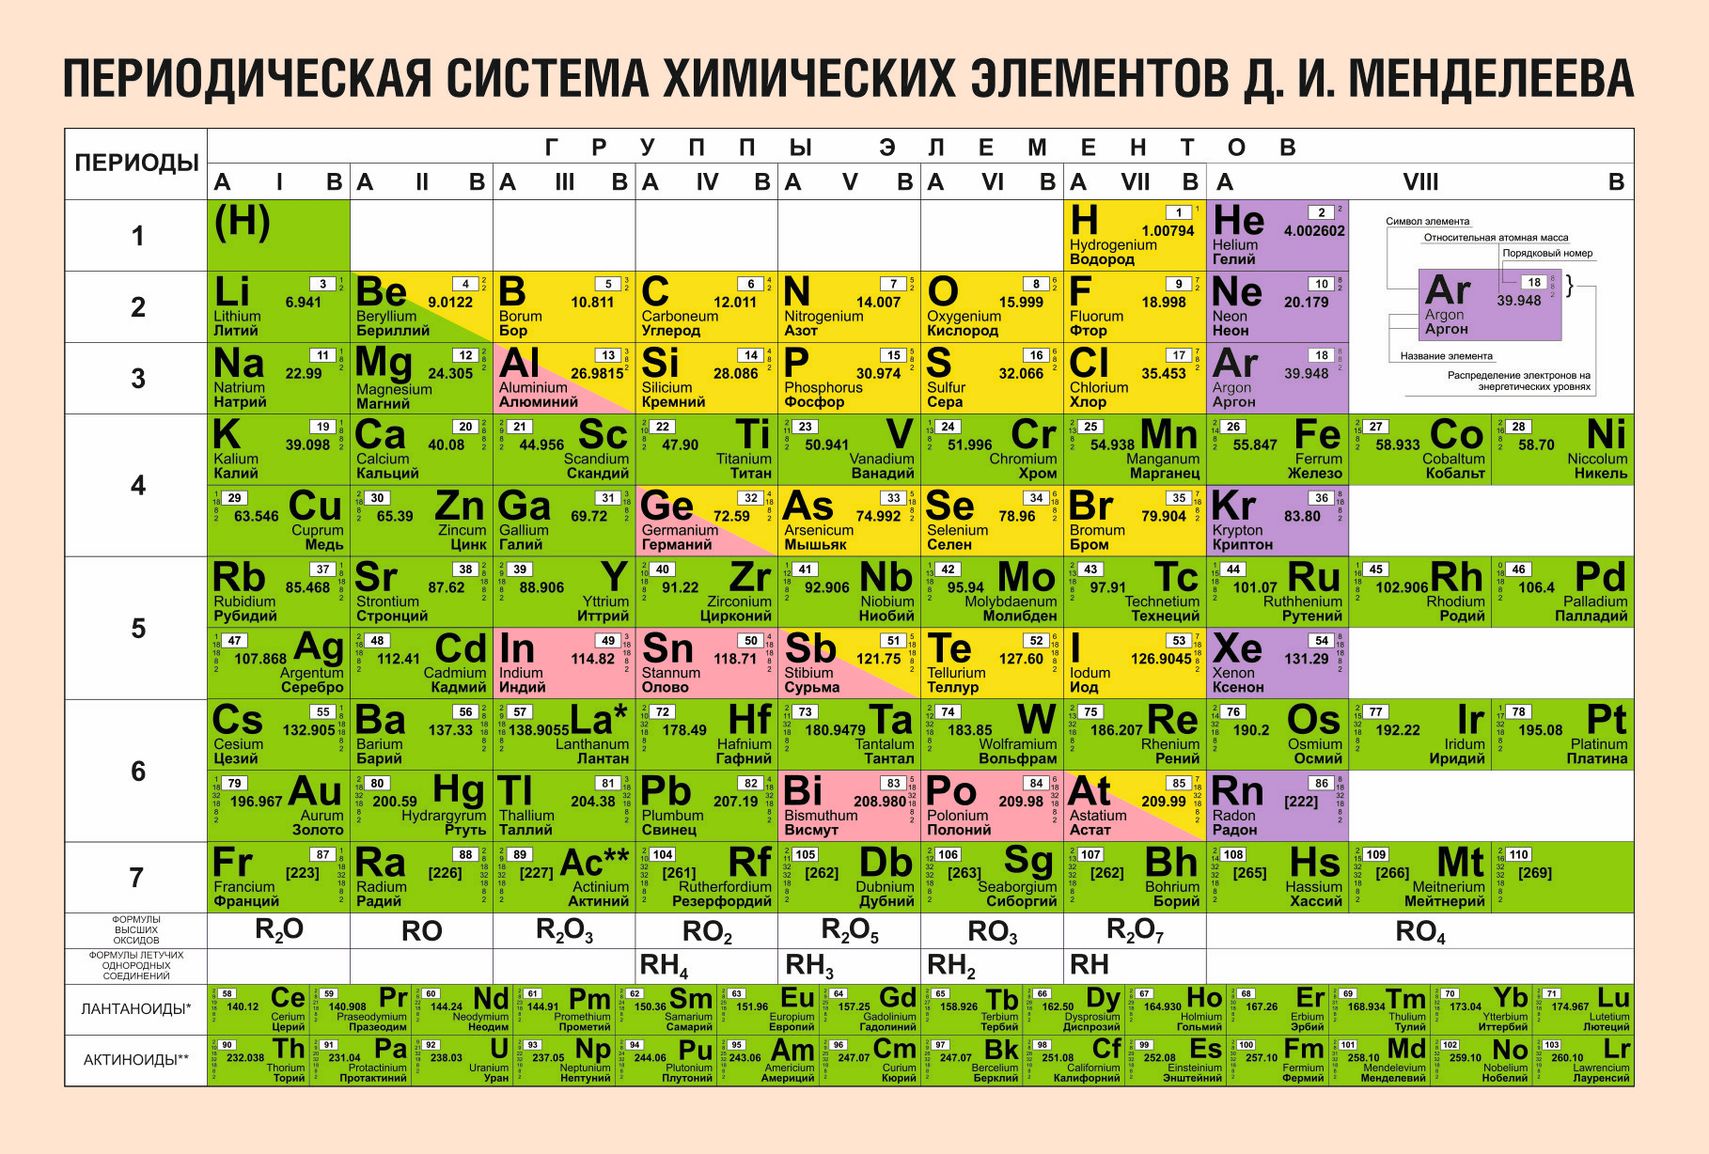 ПЕРИОДИЧЕСКАЯ СИСТЕМА ХИМИЧЕСКИХ ЭЛЕМЕНТОВ Д. И. МЕНДЕЛЕЕВА
ПЕРИОДЫ
ГРУППЫ ЭЛЕМЕНТОВ
A I B A II B A III B A IV B A V B A VI B A VII B A VIII B
1
(H)
H 1 1.00794 Hydrogenium Водород
He 2 4.002602 Helium Гелий
Символ элемента
Относительная атомная масса
Порядковый номер
Ar 18 39.948 Argon Аргон
Название элемента
Распределение электронов на
энергетических уровнях
2
Li 3 6.941 Lithium Литий
Be 4 9.0122 Beryllium Бериллий
B 5 10.811 Borum Бор
C 6 12.011 Carboneum Углерод
N 7 14.007 Nitrogenium Азот
O 8 15.999 Oxygenium Кислород
F 9 18.998 Fluorum Фтор
Ne 10 20.179 Neon Неон
3
Na 11 22.99 Natrium Натрий
Mg 12 24.305 Magnesium Магний
Al 13 26.9815 Aluminium Алюминий
Si 14 28.086 Silicium Кремний
P 15 30.974 Phosphorus Фосфор
S 16 32.066 Sulfur Сера
Cl 17 35.453 Chlorium Хлор
Ar 18 39.948 Argon Аргон
4
K 19 39.098 Kalium Калий
Ca 20 40.08 Calcium Кальций
21 44.956 Sc Scandium Скандий
22 47.90 Ti Titanium Титан
23 50.941 V Vanadium Ванадий
24 51.996 Cr Chromium Хром
25 54.938 Mn Manganum Марганец
26 55.847 Fe Ferrum Железо
27 58.933 Co Cobaltum Кобальт
28 58.70 Ni Niccolum Никель
29 63.546 Cu Cuprum Медь
30 65.39 Zn Zincum Цинк
Ga 31 69.72 Gallium Галий
Ge 32 72.59 Germanium Германий
As 33 74.992 Arsenicum Мышьяк
Se 34 78.96 Selenium Селен
Br 35 79.904 Bromum Бром
Kr 36 83.80 Krypton Криптон
5
Rb 37 85.468 Rubidium Рубидий
Sr 38 87.62 Strontium Стронций
39 88.906 Y Yttrium Иттрий
40 91.22 Zr Zirconium Цирконий
41 92.906 Nb Niobium Ниобий
42 95.94 Mo Molybdaenum Молибден
43 97.91 Tc Technetium Технеций
44 101.07 Ru Ruthhenium Рутений
45 102.906 Rh Rhodium Родий
46 106.4 Pd Palladium Палладий
47 107.868 Ag Argentum Серебро
48 112.41 Cd Cadmium Кадмий
In 49 114.82 Indium Индий
Sn 50 118.71 Stannum Олово
Sb 51 121.75 Stibium Сурьма
Te 52 127.60 Tellurium Теллур
I 53 126.9045 Iodum Иод
Xe 54 131.29 Xenon Ксенон
6
Cs 55 132.905 Cesium Цезий
Ba 56 137.33 Barium Барий
57 138.9055 La* Lanthanum Лантан
72 178.49 Hf Hafnium Гафний
73 180.9479 Ta Tantalum Тантал
74 183.85 W Wolframium Вольфрам
75 186.207 Re Rhenium Рений
76 190.2 Os Osmium Осмий
77 192.22 Ir Iridum Иридий
78 195.08 Pt Platinum Платина
79 196.967 Au Aurum Золото
80 200.59 Hg Hydrargyrum Ртуть
Tl 81 204.38 Thallium Таллий
Pb 82 207.19 Plumbum Свинец
Bi 83 208.980 Bismuthum Висмут
Po 84 209.98 Polonium Полоний
At 85 209.99 Astatium Астат
Rn 86 [222] Radon Радон
7
Fr 87 [223] Francium Франций
Ra 88 [226] Radium Радий
89 [227] Ac** Actinium Актиний
104 [261] Rf Rutherfordium Резерфордий
105 [262] Db Dubnium Дубний
106 [263] Sg Seaborgium Сиборгий
107 [262] Bh Bohrium Борий
108 [265] Hs Hassium Хассий
109 [266] Mt Meitnerium Мейтнерий
110 [269]
ФОРМУЛЫ
ВЫСШИХ
ОКСИДОВ
R₂O RO R₂O₃ RO₂ R₂O₅ RO₃ R₂O₇ RO₄
ФОРМУЛЫ ЛЕТУЧИХ
ОДНОРОДНЫХ
СОЕДИНЕНИЙ
RH₄ RH₃ RH₂ RH
ЛАНТАНОИДЫ*
58 140.12 Ce Cerium Церий
59 140.908 Pr Praseodymium Празеодим
60 144.24 Nd Neodymium Неодим
61 144.91 Pm Promethium Прометий
62 150.36 Sm Samarium Самарий
63 151.96 Eu Europium Европий
64 157.25 Gd Gadolinium Гадолиний
65 158.926 Tb Terbium Тербий
66 162.50 Dy Dysprosium Диспрозий
67 164.930 Ho Holmium Гольмий
68 167.26 Er Erbium Эрбий
69 168.934 Tm Thulium Тулий
70 173.04 Yb Ytterbium Иттербий
71 174.967 Lu Lutetium Лютеций
АКТИНОИДЫ**
90 232.038 Th Thorium Торий
91 231.04 Pa Protactinium Протактиний
92 238.03 U Uranium Уран
93 237.05 Np Neptunium Нептуний
94 244.06 Pu Plutonium Плутоний
95 243.06 Am Americium Америций
96 247.07 Cm Curium Кюрий
97 247.07 Bk Bercelium Берклий
98 251.08 Cf Californium Калифорний
99 252.08 Es Einsteinium Энштейний
100 257.10 Fm Fermium Фермий
101 258.10 Md Mendelevium Менделевий
102 259.10 No Nobelium Нобелий
103 260.10 Lr Lawrencium Лауренсий